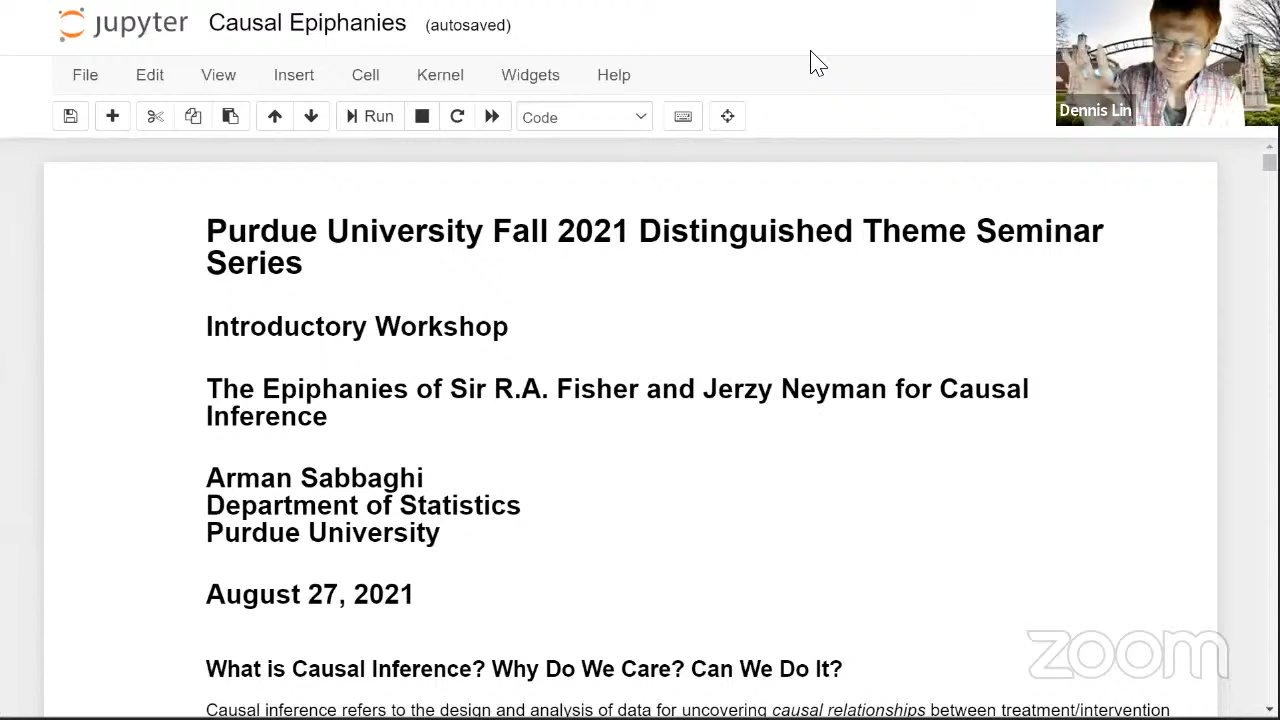 jupyter Causal Epiphanies (autosaved)
File Edit View Insert Cell Kernel Widgets Help
Run Code
Dennis Lin
Purdue University Fall 2021 Distinguished Theme Seminar
Series
Introductory Workshop
The Epiphanies of Sir R.A. Fisher and Jerzy Neyman for Causal
Inference
Arman Sabbaghi
Department of Statistics
Purdue University
August 27, 2021
What is Causal Inference? Why Do We Care? Can We Do It?
Causal inference refers to the design and analysis of data for uncovering causal relationships between treatment/intervention
zoom